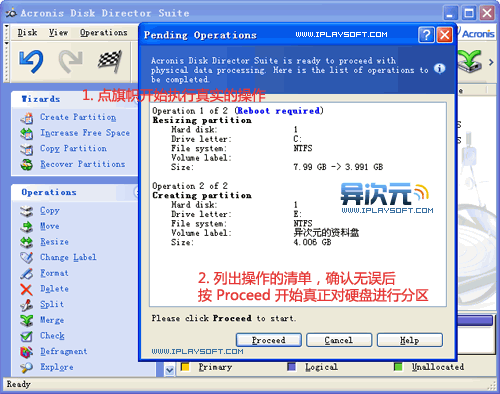 Acronis Disk Director Suite
Disk View Operations
Acronis
Wizards
Create Partition
Increase Free Space
Copy Partition
Recover Partitions
Operations
Copy
Move
Resize
Change Label
Format
Delete
Split
Merge
Check
Defragment
Explore
Ready
Pending Operations
WWW.IPLAYSOFT.COM
Acronis Disk Director Suite is ready to proceed with
physical data processing. Here is the list of operations to
be completed.
1. 点旗帜开始执行真实的操作
Operation 1 of 2 (Reboot required)
Resizing partition
Hard disk: 1
Drive letter: C:
File system: NTFS
Volume label:
Size: 7.99 GB -> 3.991 GB
Operation 2 of 2
Creating partition
Hard disk: 1
Drive letter: E:
File system: NTFS
Volume label: 异次元的资料盘
Size: 4.006 GB
异次元
WWW.IPLAYSOFT.COM
2. 列出操作的清单，确认无误后
按 Proceed 开始真正对硬盘进行分区
Please click Proceed to start.
Proceed Cancel Help
WWW.IPLAYSOFT.COM
Primary Logical Unallocated